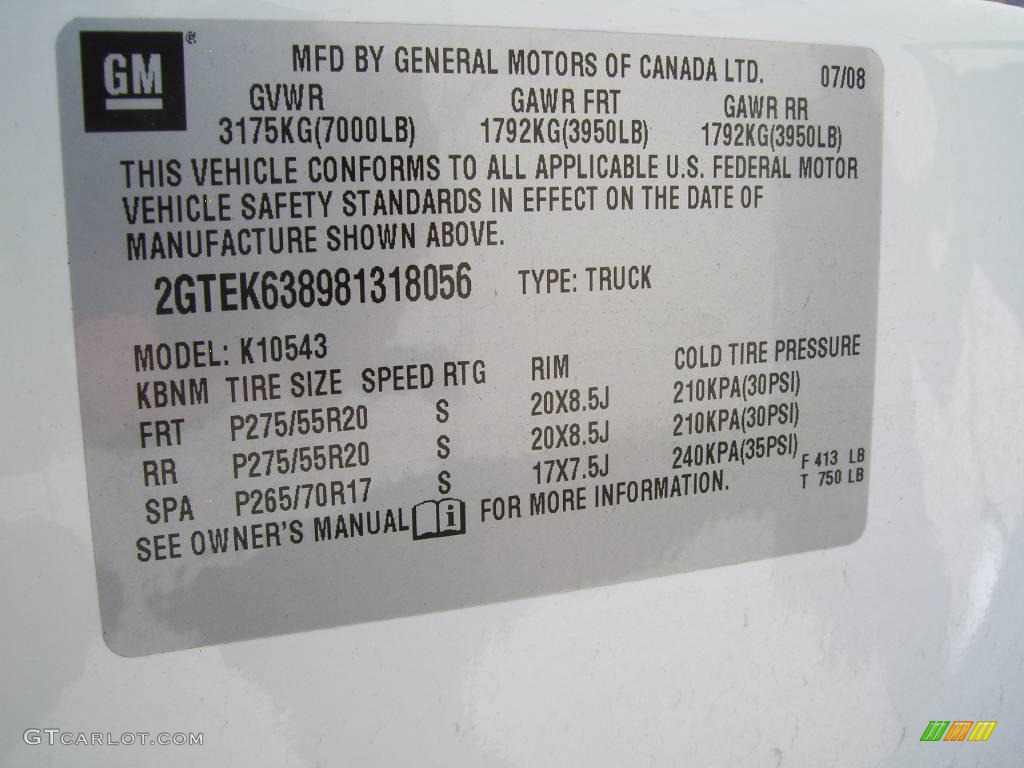 GM®
MFD BY GENERAL MOTORS OF CANADA LTD. 07/08
GVWR GAWR FRT GAWR RR
3175KG(7000LB) 1792KG(3950LB) 1792KG(3950LB)
THIS VEHICLE CONFORMS TO ALL APPLICABLE U.S. FEDERAL MOTOR
VEHICLE SAFETY STANDARDS IN EFFECT ON THE DATE OF
MANUFACTURE SHOWN ABOVE.
2GTEK638981318056 TYPE: TRUCK
MODEL: K10543
KBNM TIRE SIZE SPEED RTG RIM COLD TIRE PRESSURE
FRT P275/55R20 S 20X8.5J 210KPA(30PSI)
RR P275/55R20 S 20X8.5J 210KPA(30PSI)
SPA P265/70R17 S 17X7.5J 240KPA(35PSI)
F 413 LB
T 750 LB
SEE OWNER'S MANUAL i FOR MORE INFORMATION.
GTCARLOT.COM